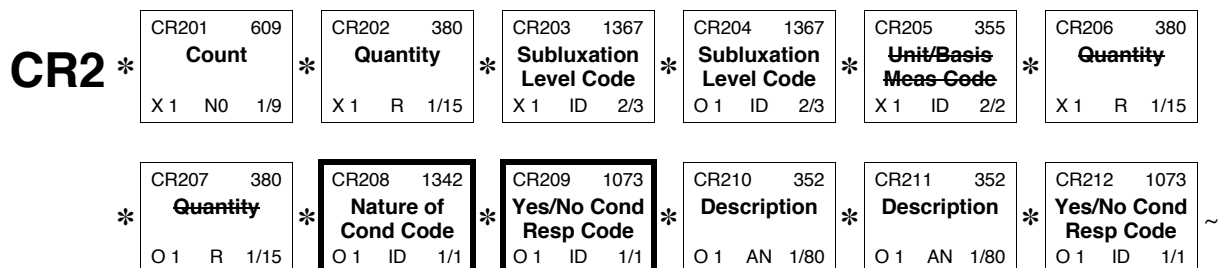 CR201 609 CR202 380 CR203 1367 CR204 1367 CR205 355 CR206 380
CR2 * Count * Quantity * Subluxation Level Code * Subluxation Level Code * Unit/Basis Meas Code * Quantity
X 1 N0 1/9 X 1 R 1/15 X 1 ID 2/3 O 1 ID 2/3 X 1 ID 2/2 X 1 R 1/15
CR207 380 CR208 1342 CR209 1073 CR210 352 CR211 352 CR212 1073
* Quantity * Nature of Cond Code * Yes/No Cond Resp Code * Description * Description * Yes/No Cond Resp Code ~
O 1 R 1/15 O 1 ID 1/1 O 1 ID 1/1 O 1 AN 1/80 O 1 AN 1/80 O 1 ID 1/1